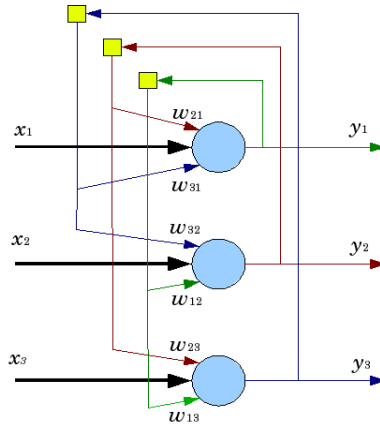 w₂₁
x₁ y₁
w₃₁
w₃₂
x₂ y₂
w₁₂
w₂₃
x₃ y₃
w₁₃